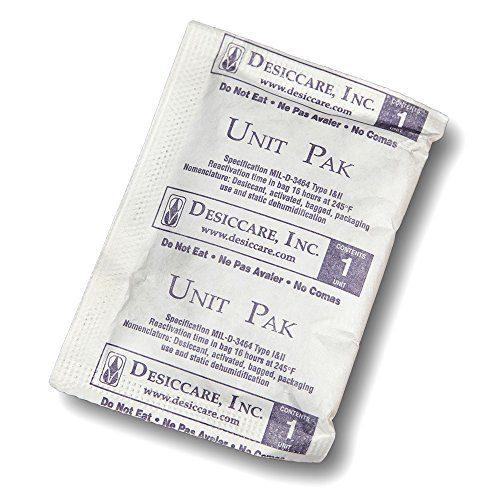 DESICCARE, INC.
www.desiccare.com
CONTENTS
1
UNIT
Do Not Eat • Ne Pas Avaler • No Comas
UNIT PAK
Specification MIL-D-3464 Type I&II
Reactivation time in bag 16 hours at 245°F
Nomenclature: Desiccant, activated, bagged, packaging
use and static dehumidification
DESICCARE, INC.
www.desiccare.com
CONTENTS
1
UNIT
Do Not Eat • Ne Pas Avaler • No Comas
UNIT PAK
Specification MIL-D-3464 Type I&II
Reactivation time in bag 16 hours at 245°F
Nomenclature: Desiccant, activated, bagged, packaging
use and static dehumidification
DESICCARE, INC.
www.desiccare.com
CONTENTS
1
UNIT
Do Not Eat • Ne Pas Avaler • No Comas